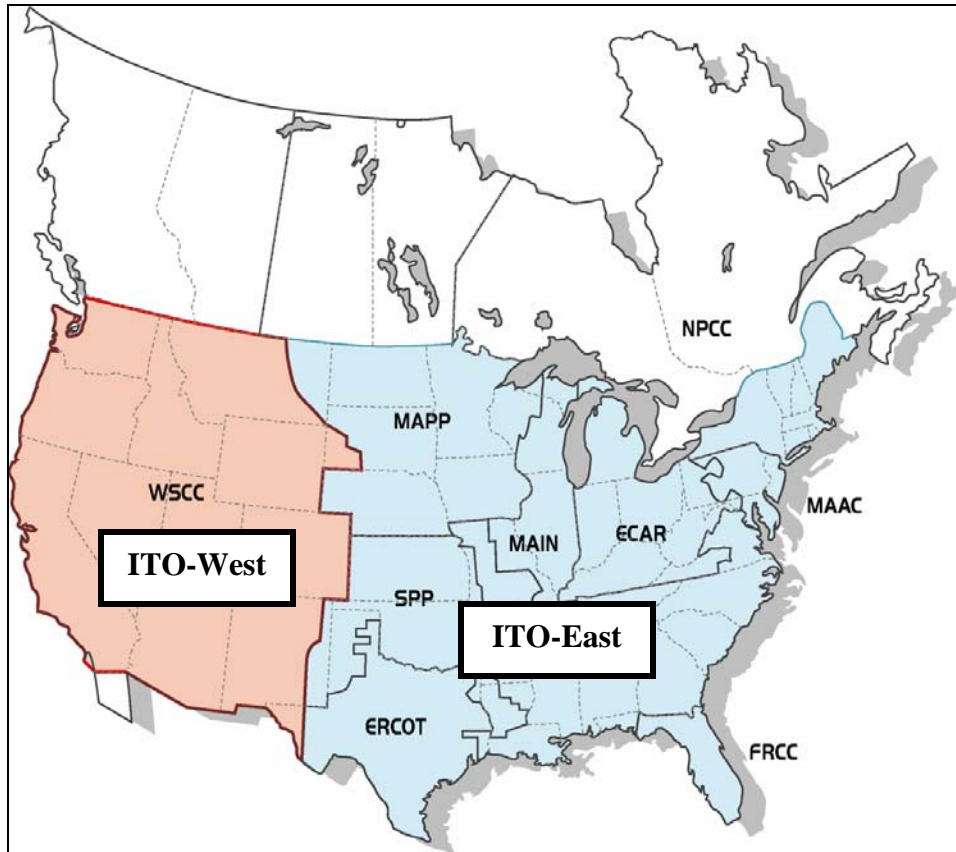 NPCC
MAPP
WSCC
MAAC
MAIN
ECAR
ITO-West
SPP
ITO-East
ERCOT
FRCC